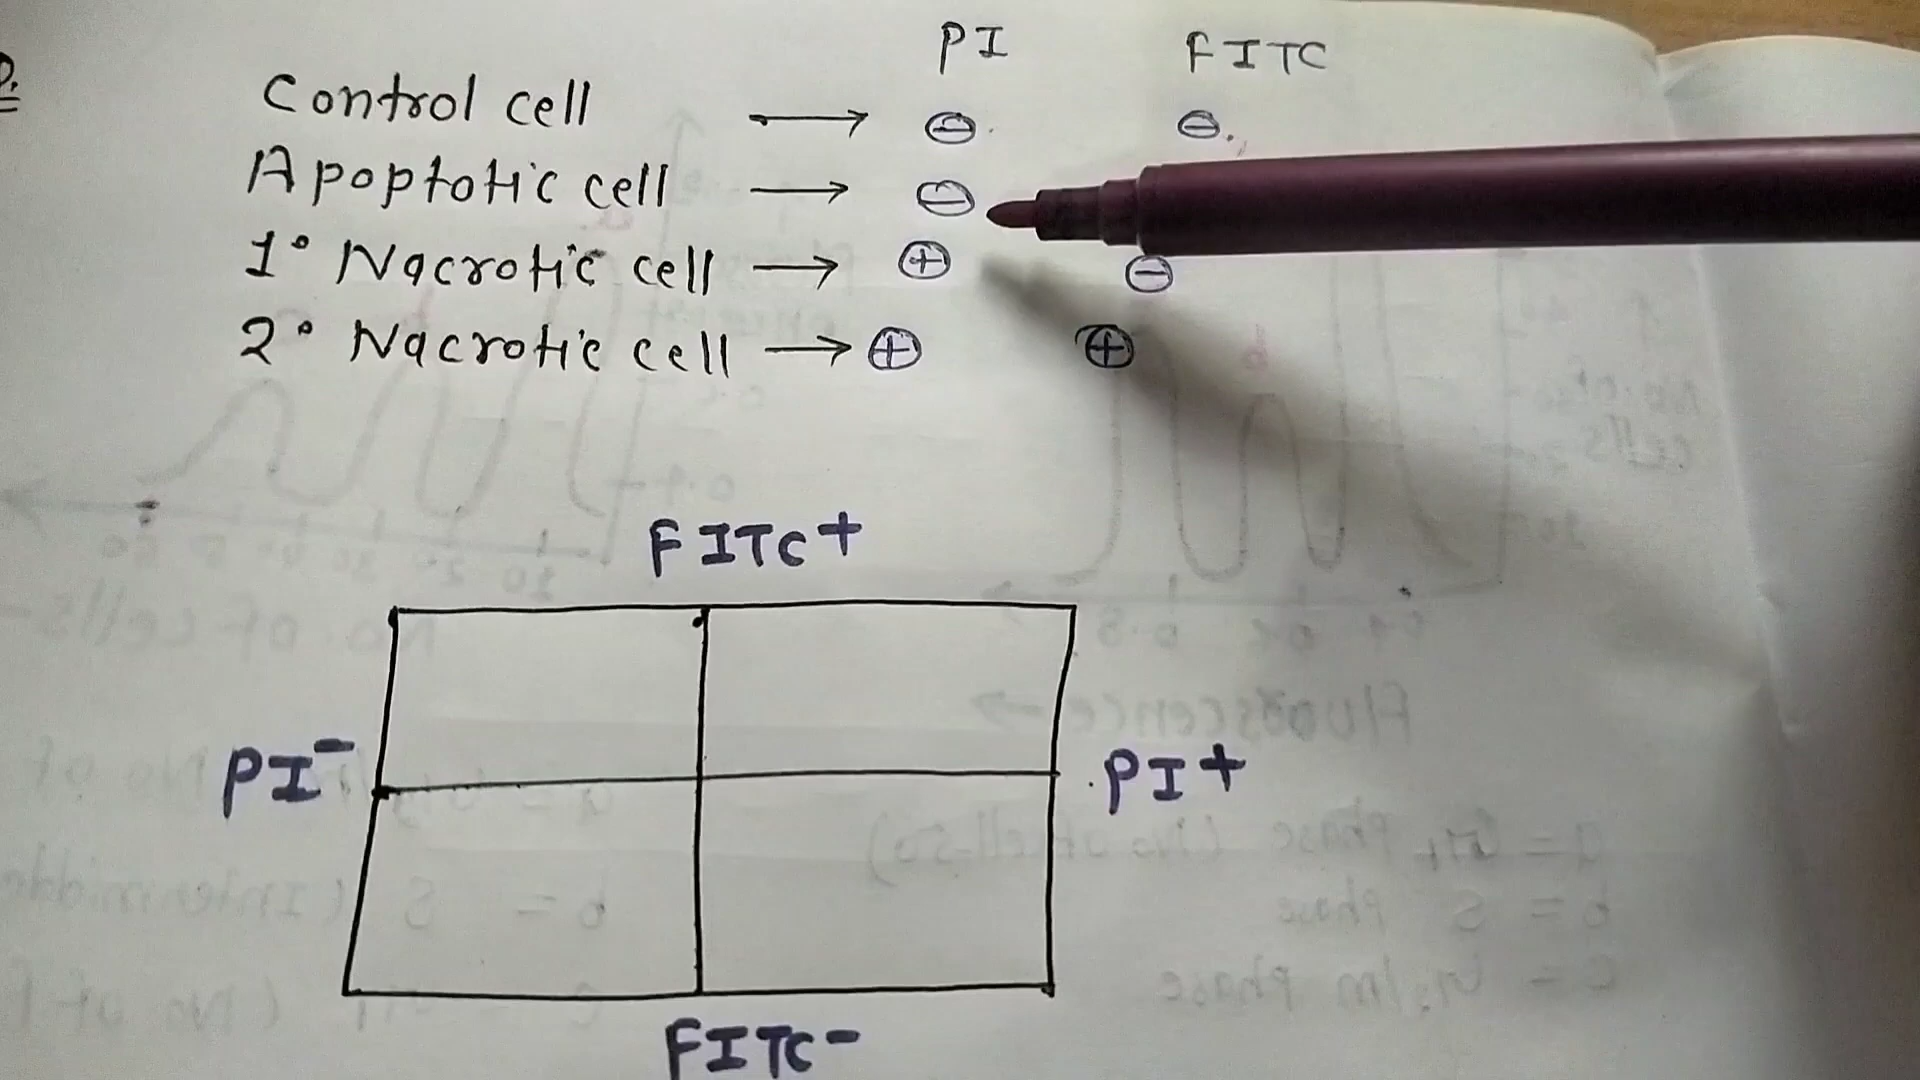 PI FITC
Control cell → ⊖ ⊖
Apoptotic cell → ⊖
1° Nacrotic cell → ⊕ ⊖
2° Nacrotic cell → ⊕ ⊕
FITC+
PI- PI+
FITC-